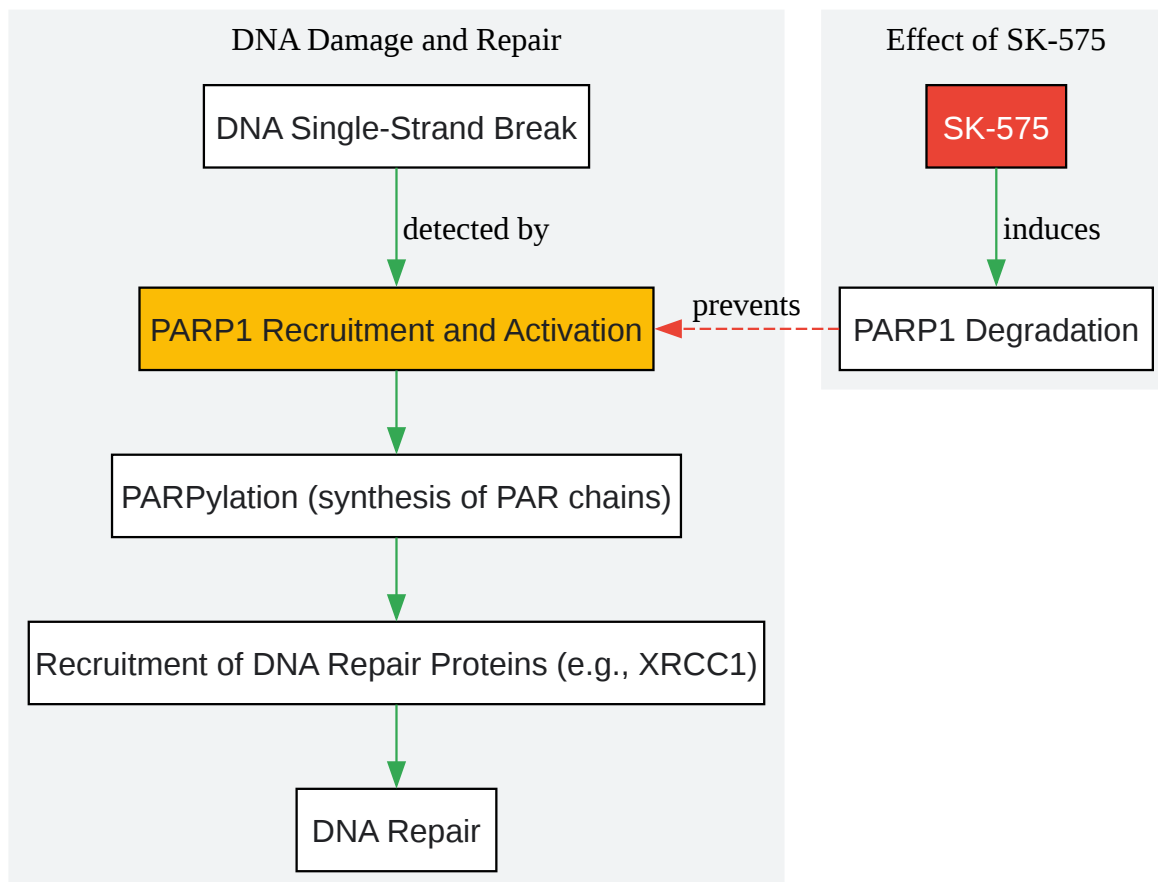 DNA Damage and Repair
DNA Single-Strand Break
detected by
PARP1 Recruitment and Activation
PARPylation (synthesis of PAR chains)
Recruitment of DNA Repair Proteins (e.g., XRCC1)
DNA Repair
Effect of SK-575
SK-575
induces
PARP1 Degradation
prevents